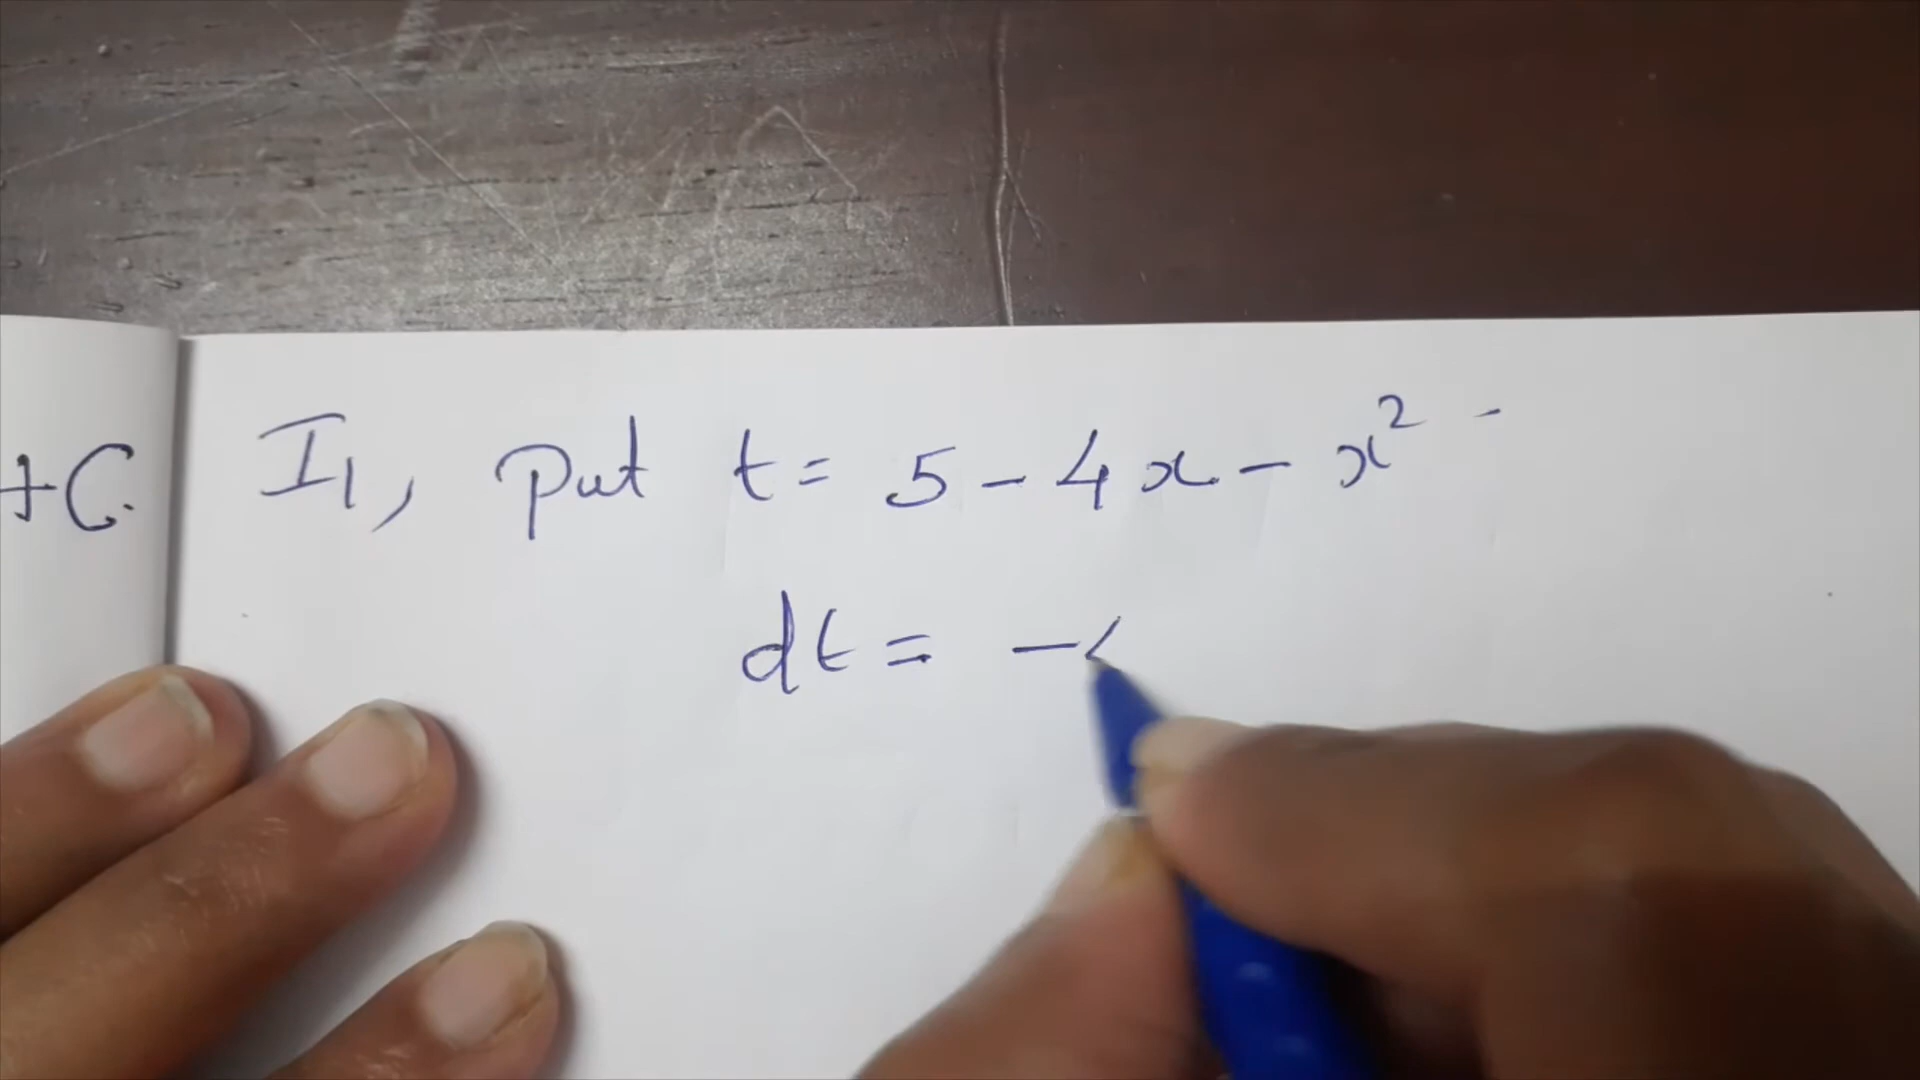 +C. I₁, put t = 5 - 4x - x²
dt = -